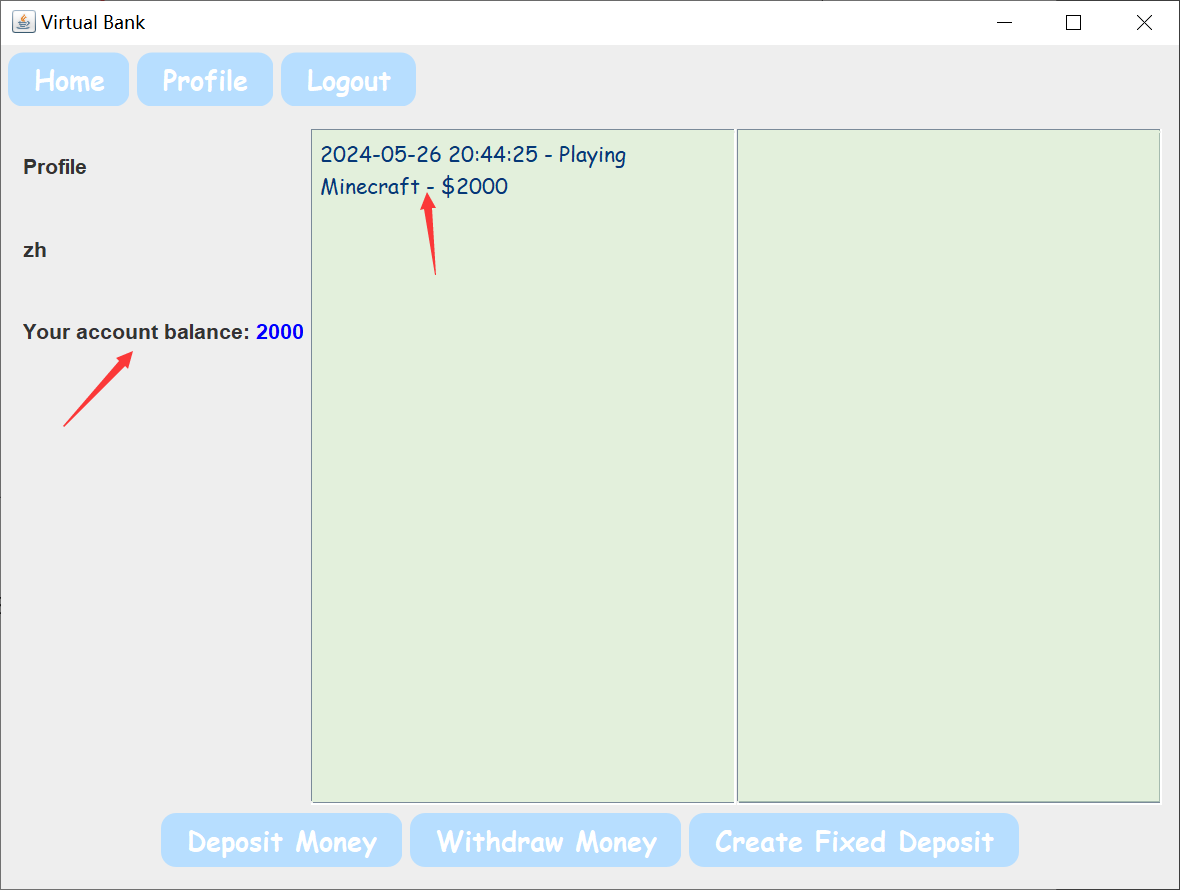 Virtual Bank
Home Profile Logout
Profile
zh
Your account balance: 2000
2024-05-26 20:44:25 - Playing
Minecraft - $2000
Deposit Money Withdraw Money Create Fixed Deposit